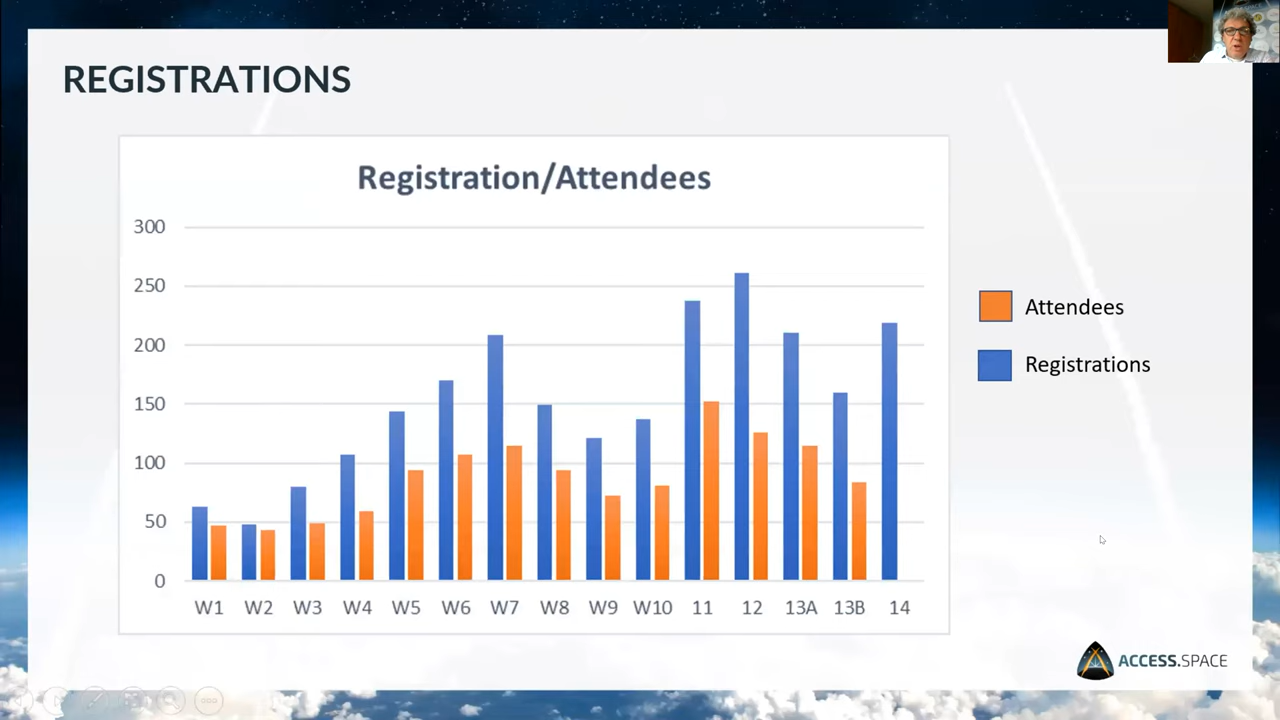 REGISTRATIONS
Registration/Attendees
300
250
200
150
100
50
0
W1 W2 W3 W4 W5 W6 W7 W8 W9 W10 11 12 13A 13B 14
Attendees
Registrations
ACCESS.SPACE